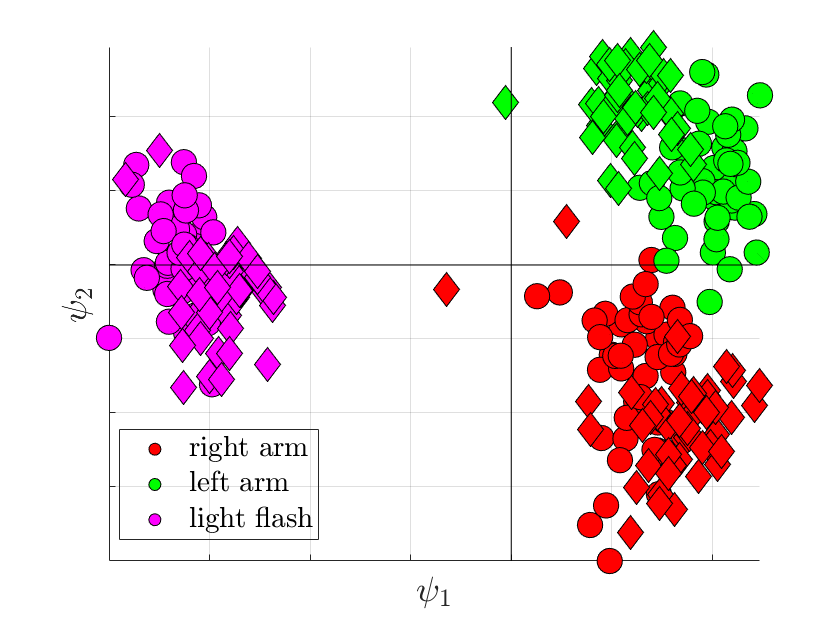 ψ₂
right arm
left arm
light flash
ψ₁